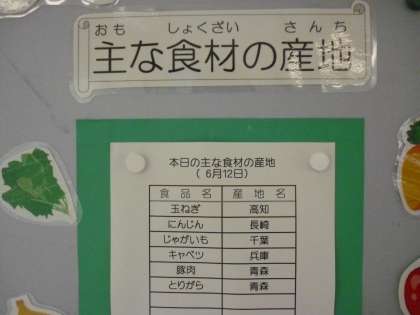 おも しょくざい さんち
主な食材の産地
本日の主な食材の産地
( 6月12日)
食品名 産地名
玉ねぎ 高知
にんじん 長崎
じゃがいも 千葉
キャベツ 兵庫
豚肉 青森
とりがら 青森